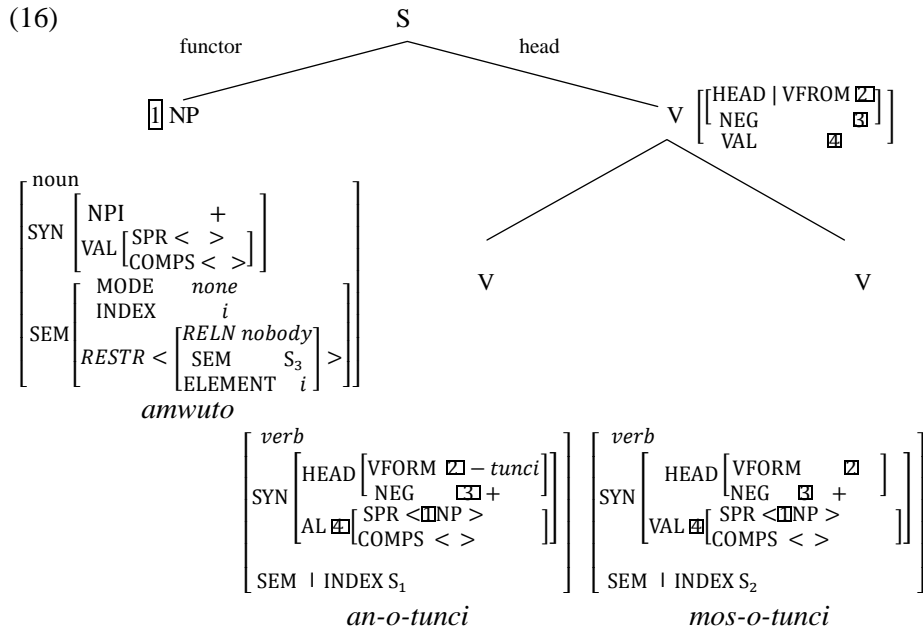 (16)
S
functor head
1 NP
V [[HEAD | VFROM 2
NEG 3]
VAL 4]
[noun
SYN [NPI +
VAL [SPR < >
COMPS < >]]
SEM [MODE none
INDEX i
RESTR < [RELN nobody
SEM S₃
ELEMENT i] >]]
amwuto
V V
[verb
SYN [HEAD [VFORM 2 – tunci
NEG 3 +]
AL 4 [SPR < 1 NP >
COMPS < >]]
SEM | INDEX S₁]
an-o-tunci
[verb
SYN [HEAD [VFORM 2
NEG 3 +]
VAL 4 [SPR < 1 NP >
COMPS < >]]
SEM | INDEX S₂]
mos-o-tunci